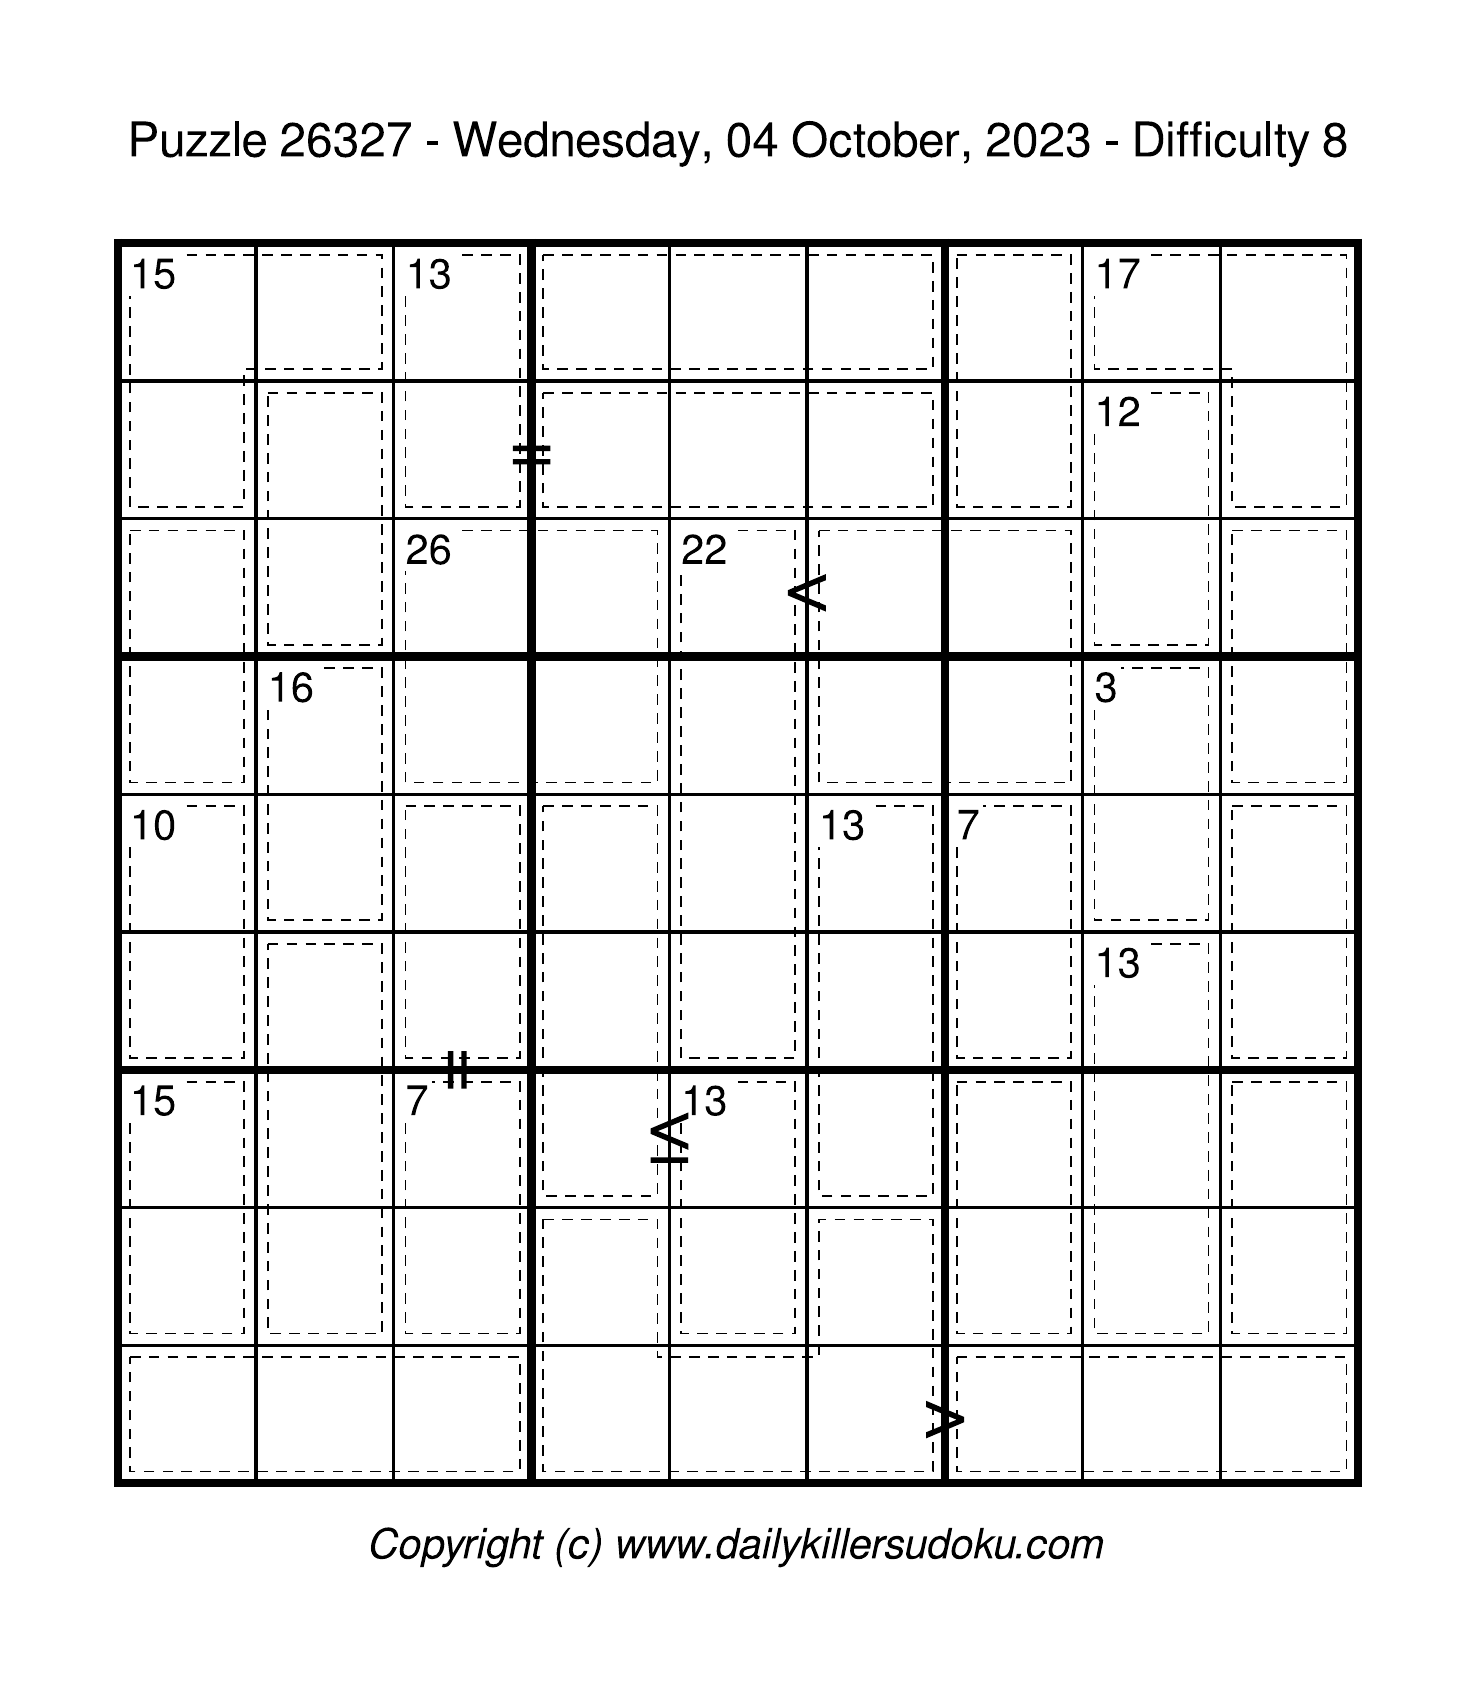 Puzzle 26327 - Wednesday, 04 October, 2023 - Difficulty 8
15 13 17
12
=
26 22 <
16 3
10 13 7
13
=
15 7 ≤ 13
>
Copyright (c) www.dailykillersudoku.com